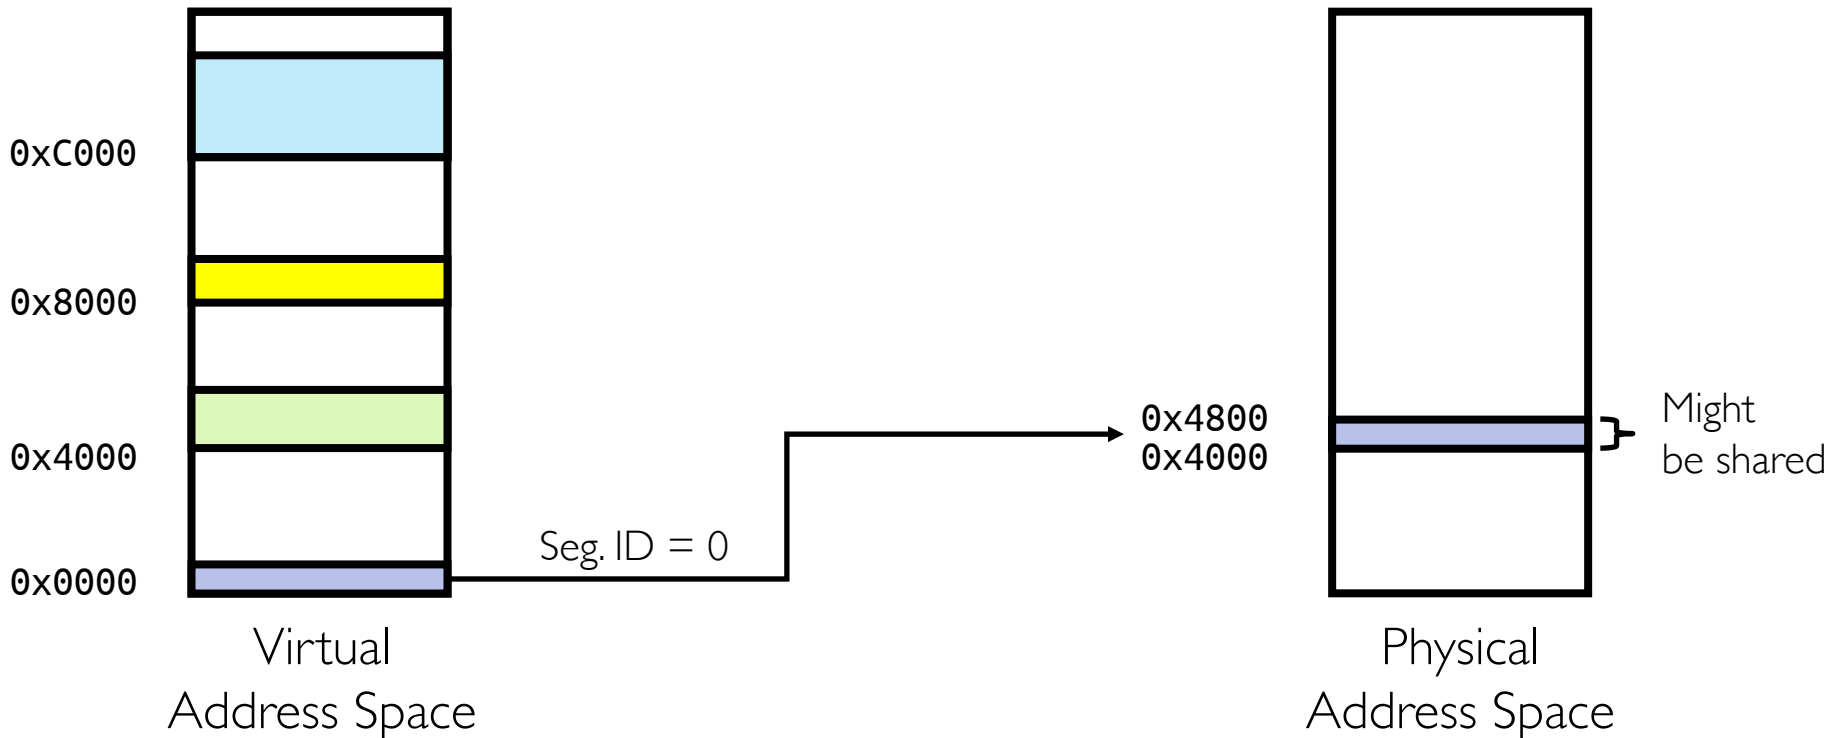 0xC000
0x8000
0x4000
0x0000
Seg. ID = 0
0x4800
0x4000
Might
be shared
Virtual
Address Space
Physical
Address Space